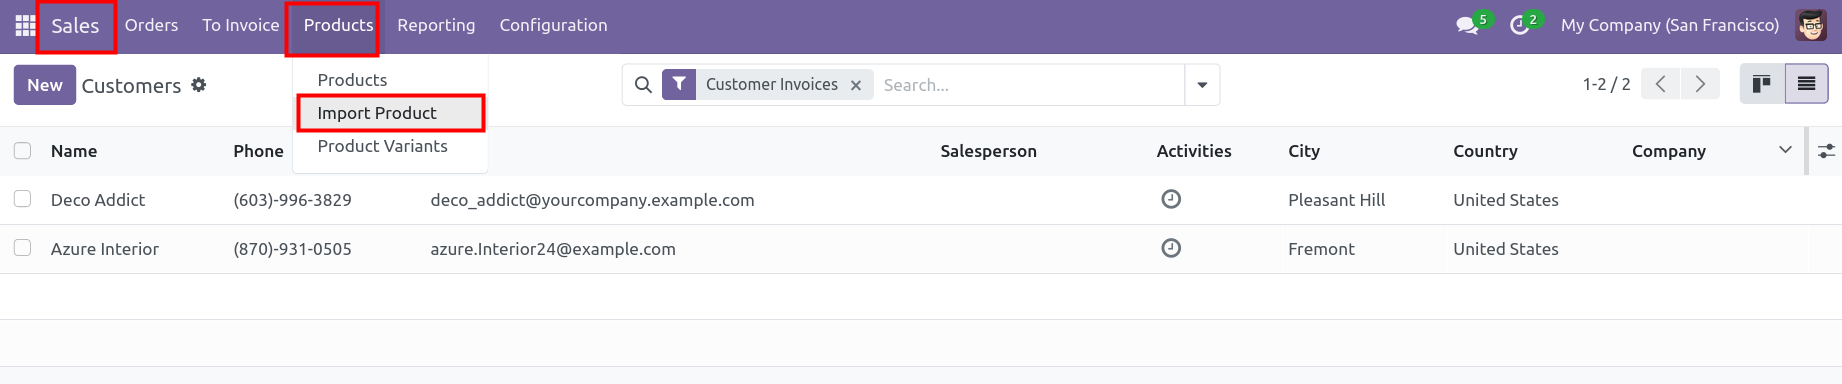 Sales Orders To Invoice Products Reporting Configuration 5 2 My Company (San Francisco)
New Customers Customer Invoices × Search... 1-2 / 2
Products
Import Product
Product Variants
Name Phone Salesperson Activities City Country Company
Deco Addict (603)-996-3829 deco_addict@yourcompany.example.com Pleasant Hill United States
Azure Interior (870)-931-0505 azure.Interior24@example.com Fremont United States